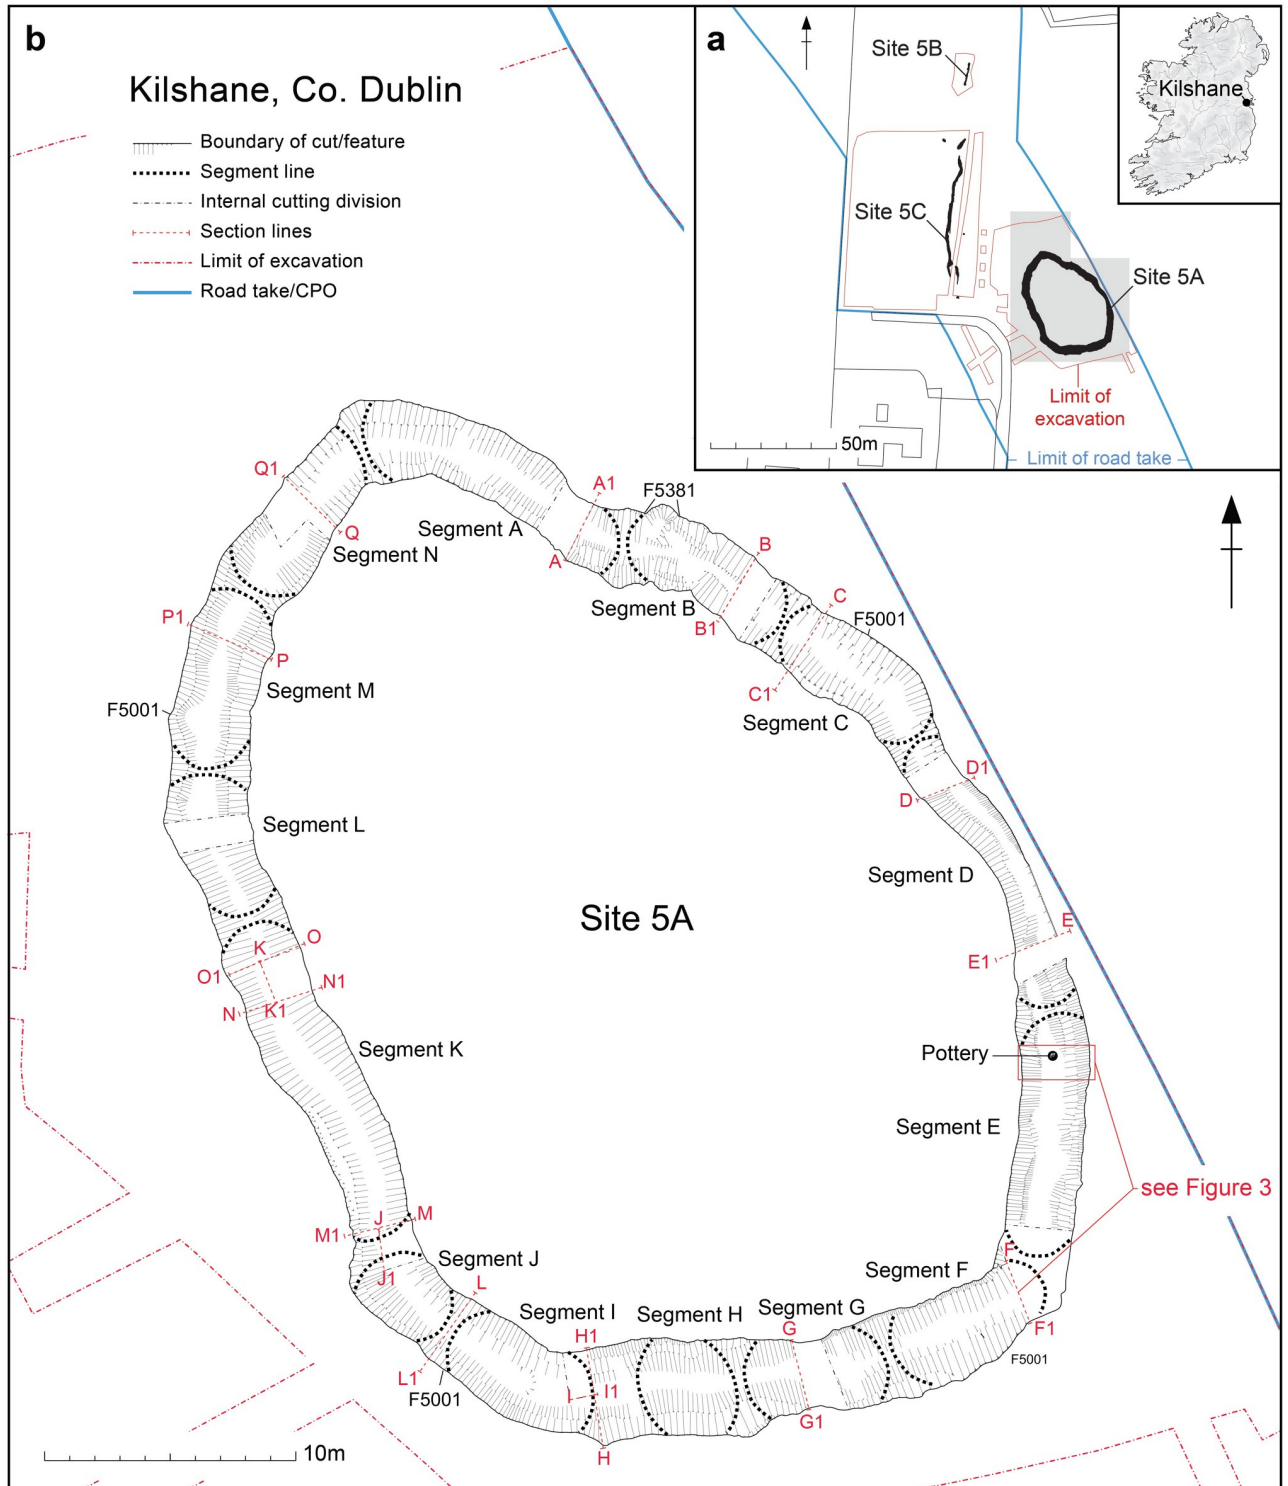 b
Kilshane, Co. Dublin
Boundary of cut/feature
Segment line
Internal cutting division
Section lines
Limit of excavation
Road take/CPO
a
Site 5B
Kilshane
Site 5C
Site 5A
Limit of
excavation
50m
Limit of road take
Q1
A1
F5381
Segment A
Q
Segment N
A
B
Segment B
C
P1
B1
F5001
P
Segment M
C1
F5001
Segment C
D1
D
Segment L
Segment D
Site 5A
E
O
K
E1
O1
N1
N
K1
Segment K
Pottery
Segment E
see Figure 3
J
M
M1
F
Segment J
Segment F
J1
L
Segment I
Segment H
Segment G
H1
G
F1
F5001
L1
I
I1
F5001
G1
10m
H